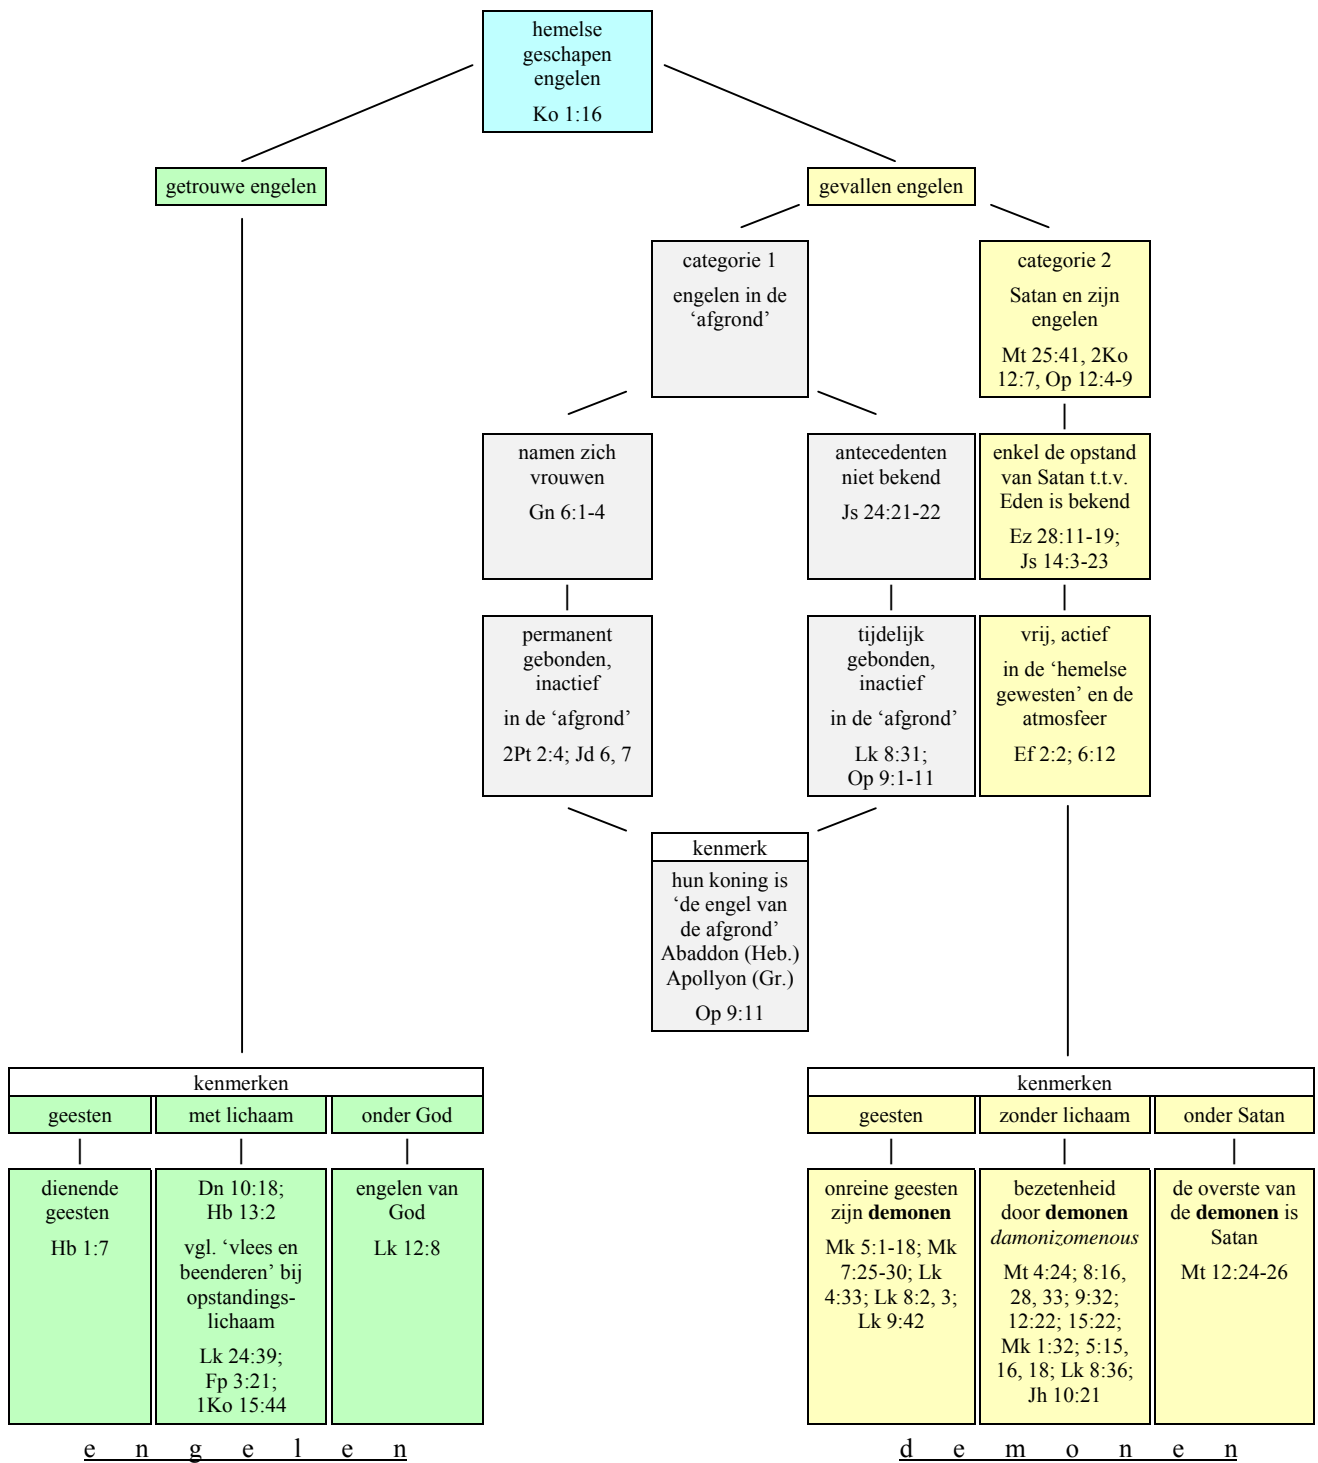 hemelse
geschapen
engelen
Ko 1:16
getrouwe engelen
gevallen engelen
categorie 1
engelen in de
‘afgrond’
categorie 2
Satan en zijn
engelen
Mt 25:41, 2Ko
12:7, Op 12:4-9
namen zich
vrouwen
Gn 6:1-4
antecedenten
niet bekend
Js 24:21-22
enkel de opstand
van Satan t.t.v.
Eden is bekend
Ez 28:11-19;
Js 14:3-23
permanent
gebonden,
inactief
in de ‘afgrond’
2Pt 2:4; Jd 6, 7
tijdelijk
gebonden,
inactief
in de ‘afgrond’
Lk 8:31;
Op 9:1-11
vrij, actief
in de ‘hemelse
gewesten’ en de
atmosfeer
Ef 2:2; 6:12
kenmerk
hun koning is
‘de engel van
de afgrond’
Abaddon (Heb.)
Apollyon (Gr.)
Op 9:11
kenmerken
geesten
met lichaam
onder God
dienende
geesten
Hb 1:7
Dn 10:18;
Hb 13:2
vgl. ‘vlees en
beenderen’ bij
opstandings-
lichaam
Lk 24:39;
Fp 3:21;
1Ko 15:44
engelen van
God
Lk 12:8
e n g e l e n
kenmerken
geesten
zonder lichaam
onder Satan
onreine geesten
zijn demonen
Mk 5:1-18; Mk
7:25-30; Lk
4:33; Lk 8:2, 3;
Lk 9:42
bezetenheid
door demonen
damonizomenous
Mt 4:24; 8:16,
28, 33; 9:32;
12:22; 15:22;
Mk 1:32; 5:15,
16, 18; Lk 8:36;
Jh 10:21
de overste van
de demonen is
Satan
Mt 12:24-26
d e m o n e n